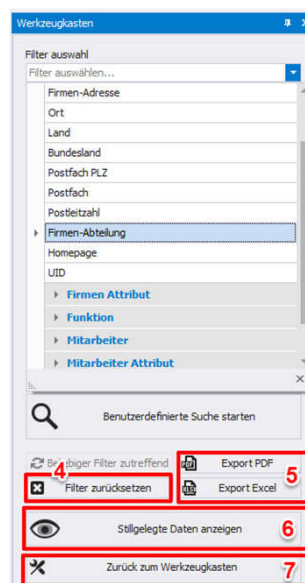 Werkzeugkasten
Filter auswahl
Filter auswählen...
Firmen-Adresse
Ort
Land
Bundesland
Postfach PLZ
Postfach
Postleitzahl
Firmen-Abteilung
Homepage
UID
Firmen Attribut
Funktion
Mitarbeiter
Mitarbeiter Attribut
Benutzerdefinierte Suche starten
4 Filter zutreffend
Export PDF
Filter zurücksetzen
Export Excel
5
Stillgelegte Daten anzeigen 6
Zurück zum Werkzeugkasten 7